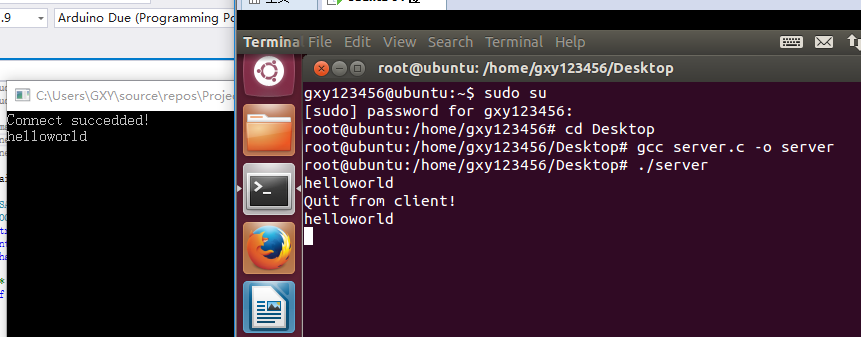 .9
Arduino Due (Programming Po
C:\Users\GXY\source\repos\Proje
Connect succedded!
helloworld
Terminal
File Edit View Search Terminal Help
root@ubuntu: /home/gxy123456/Desktop
gxy123456@ubuntu:~$ sudo su
[sudo] password for gxy123456:
root@ubuntu:/home/gxy123456# cd Desktop
root@ubuntu:/home/gxy123456/Desktop# gcc server.c -o server
root@ubuntu:/home/gxy123456/Desktop# ./server
helloworld
Quit from client!
helloworld